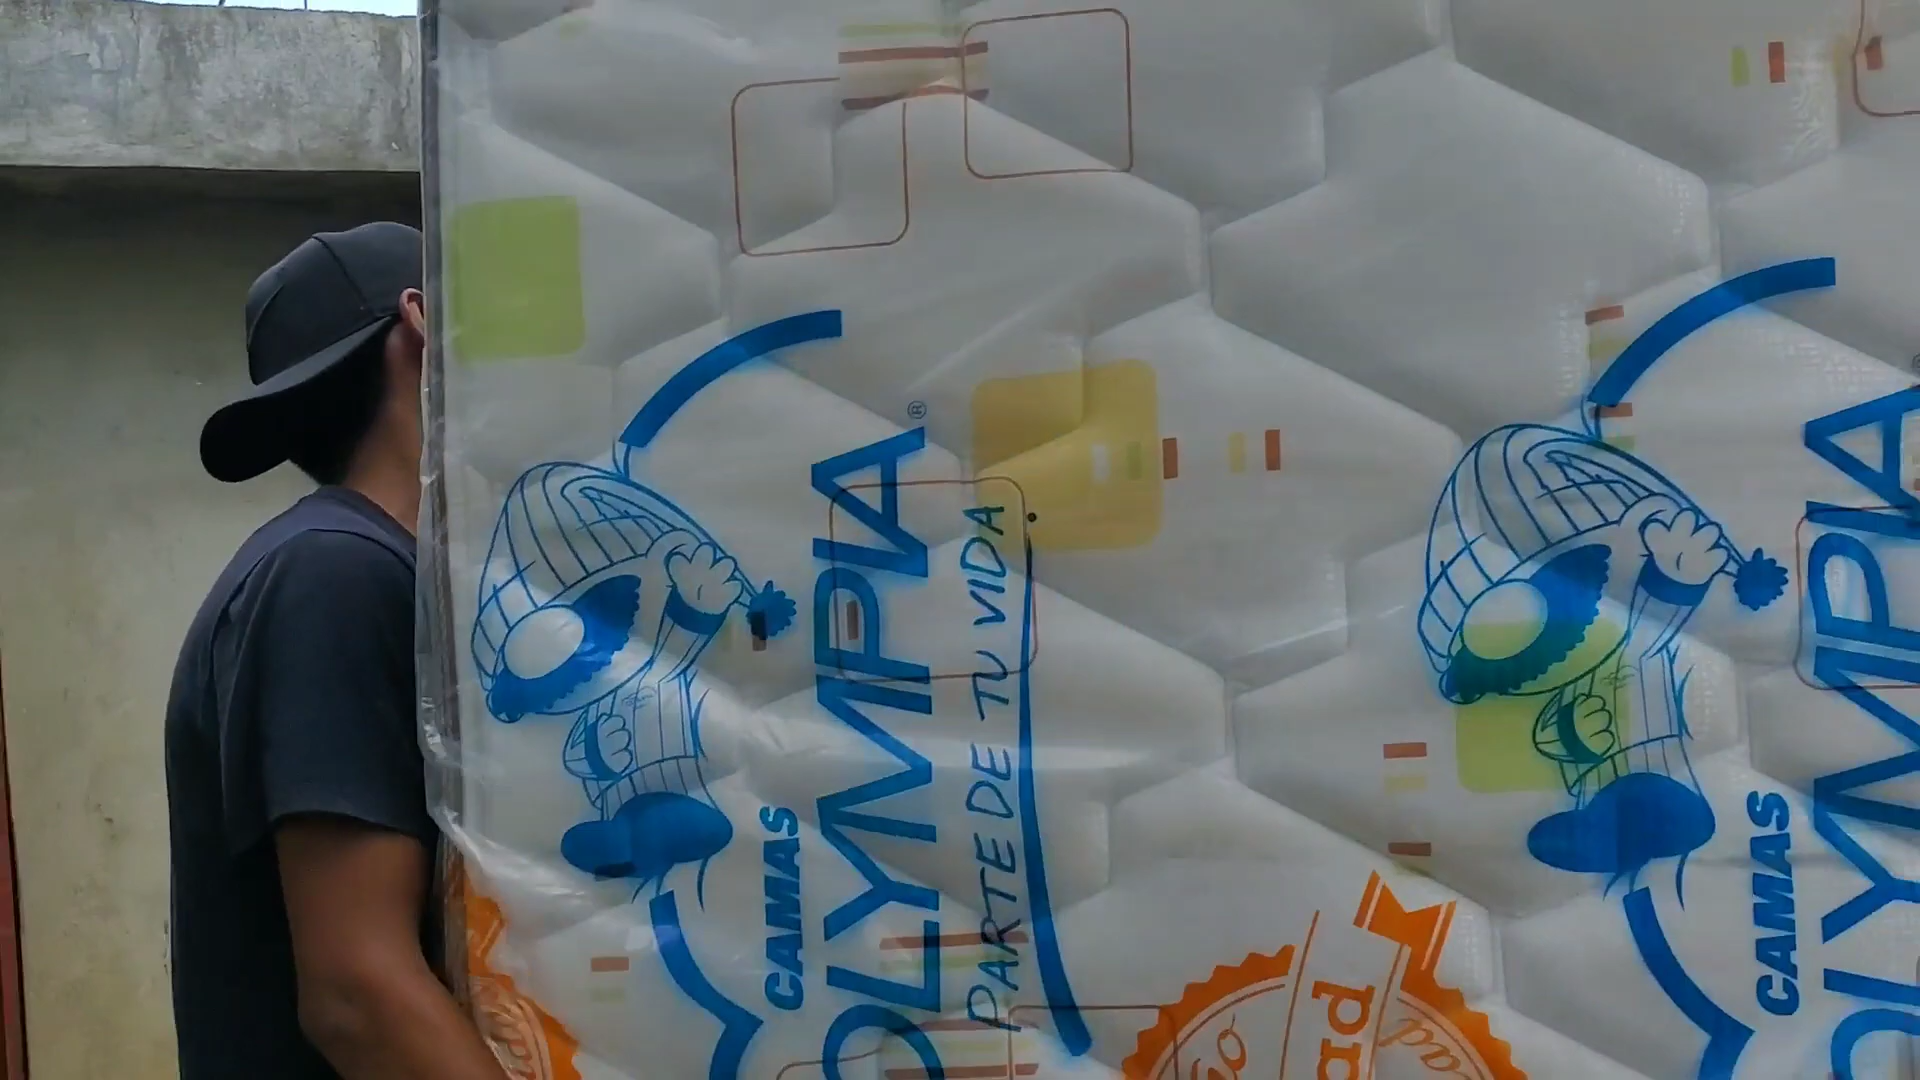 CAMAS
OLYMPIA®
PARTE DE TU VIDA
CAMAS
OLYMPIA